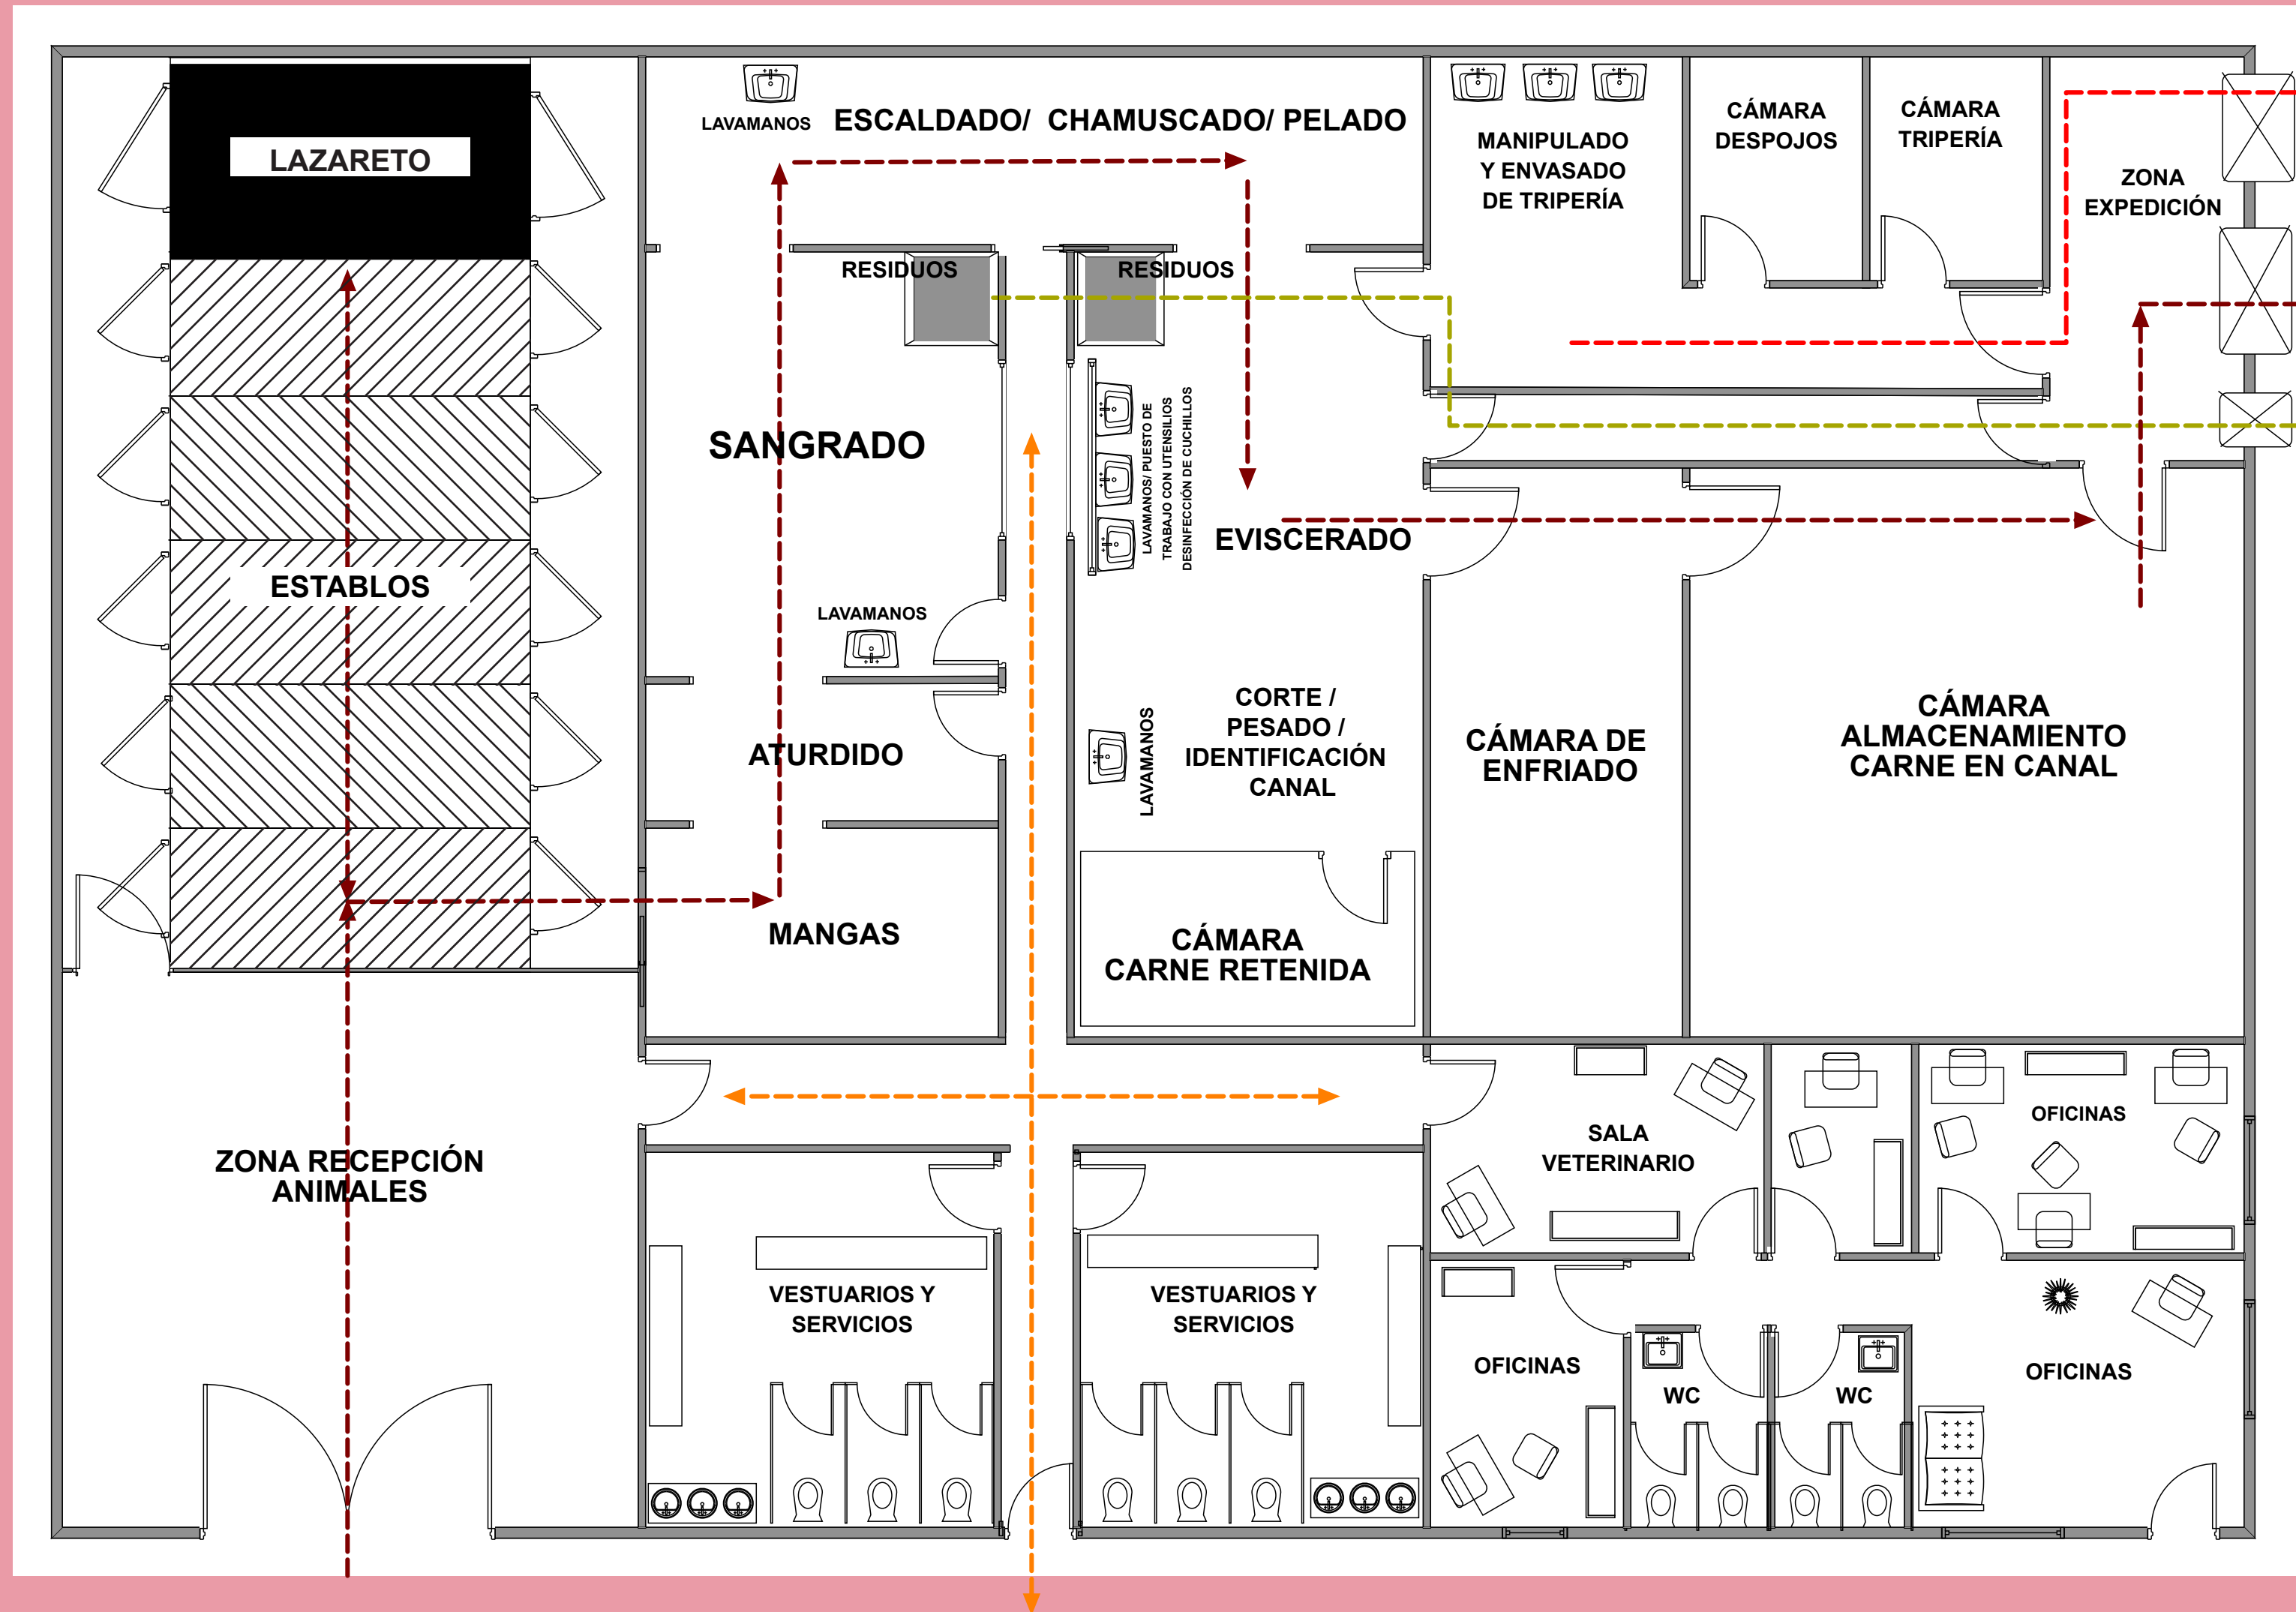 LAVAMANOS
ESCALDADO/ CHAMUSCADO/ PELADO
LAZARETO
MANIPULADO
Y ENVASADO
DE TRIPERÍA
CÁMARA
DESPOJOS
CÁMARA
TRIPERÍA
ZONA
EXPEDICIÓN
RESIDUOS
RESIDUOS
SANGRADO
LAVAMANOS/ PUESTO DE
TRABAJO CON UTENSILIOS
DESINFECCIÓN DE CUCHILLOS
EVISCERADO
ESTABLOS
LAVAMANOS
ATURDIDO
LAVAMANOS
CORTE /
PESADO /
IDENTIFICACIÓN
CANAL
CÁMARA DE
ENFRIADO
CÁMARA
ALMACENAMIENTO
CARNE EN CANAL
MANGAS
CÁMARA
CARNE RETENIDA
ZONA RECEPCIÓN
ANIMALES
SALA
VETERINARIO
OFICINAS
VESTUARIOS Y
SERVICIOS
VESTUARIOS Y
SERVICIOS
OFICINAS
WC
WC
OFICINAS